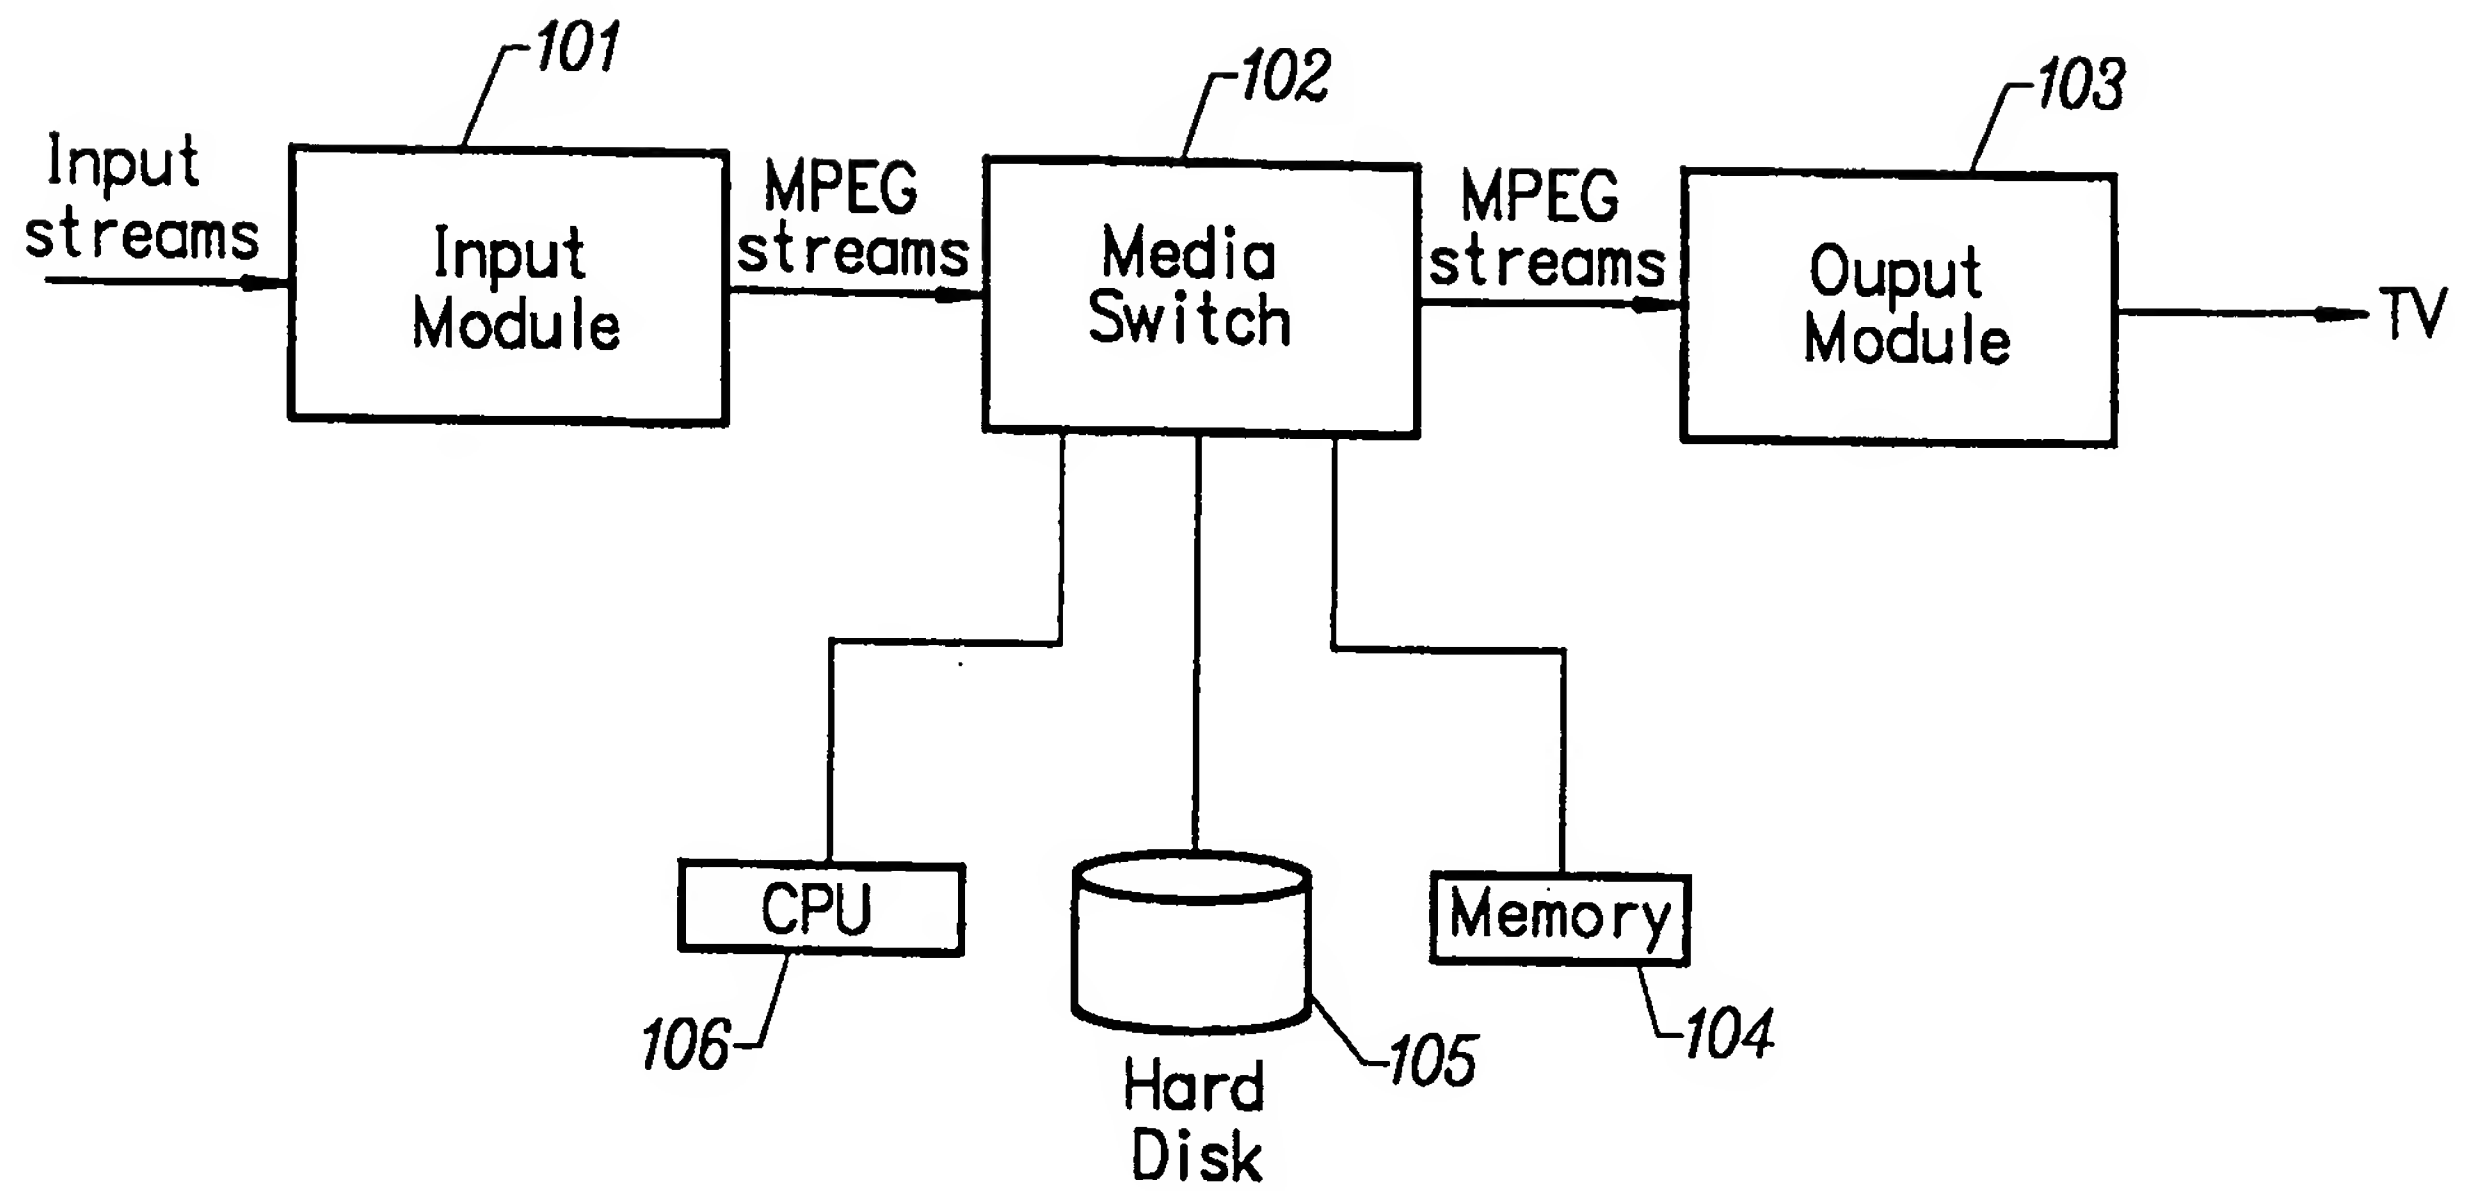 101
102
103
Input
streams
Input
Module
MPEG
streams
Media
Switch
MPEG
streams
Ouput
Module
TV
CPU
Memory
106
105
104
Hard
Disk